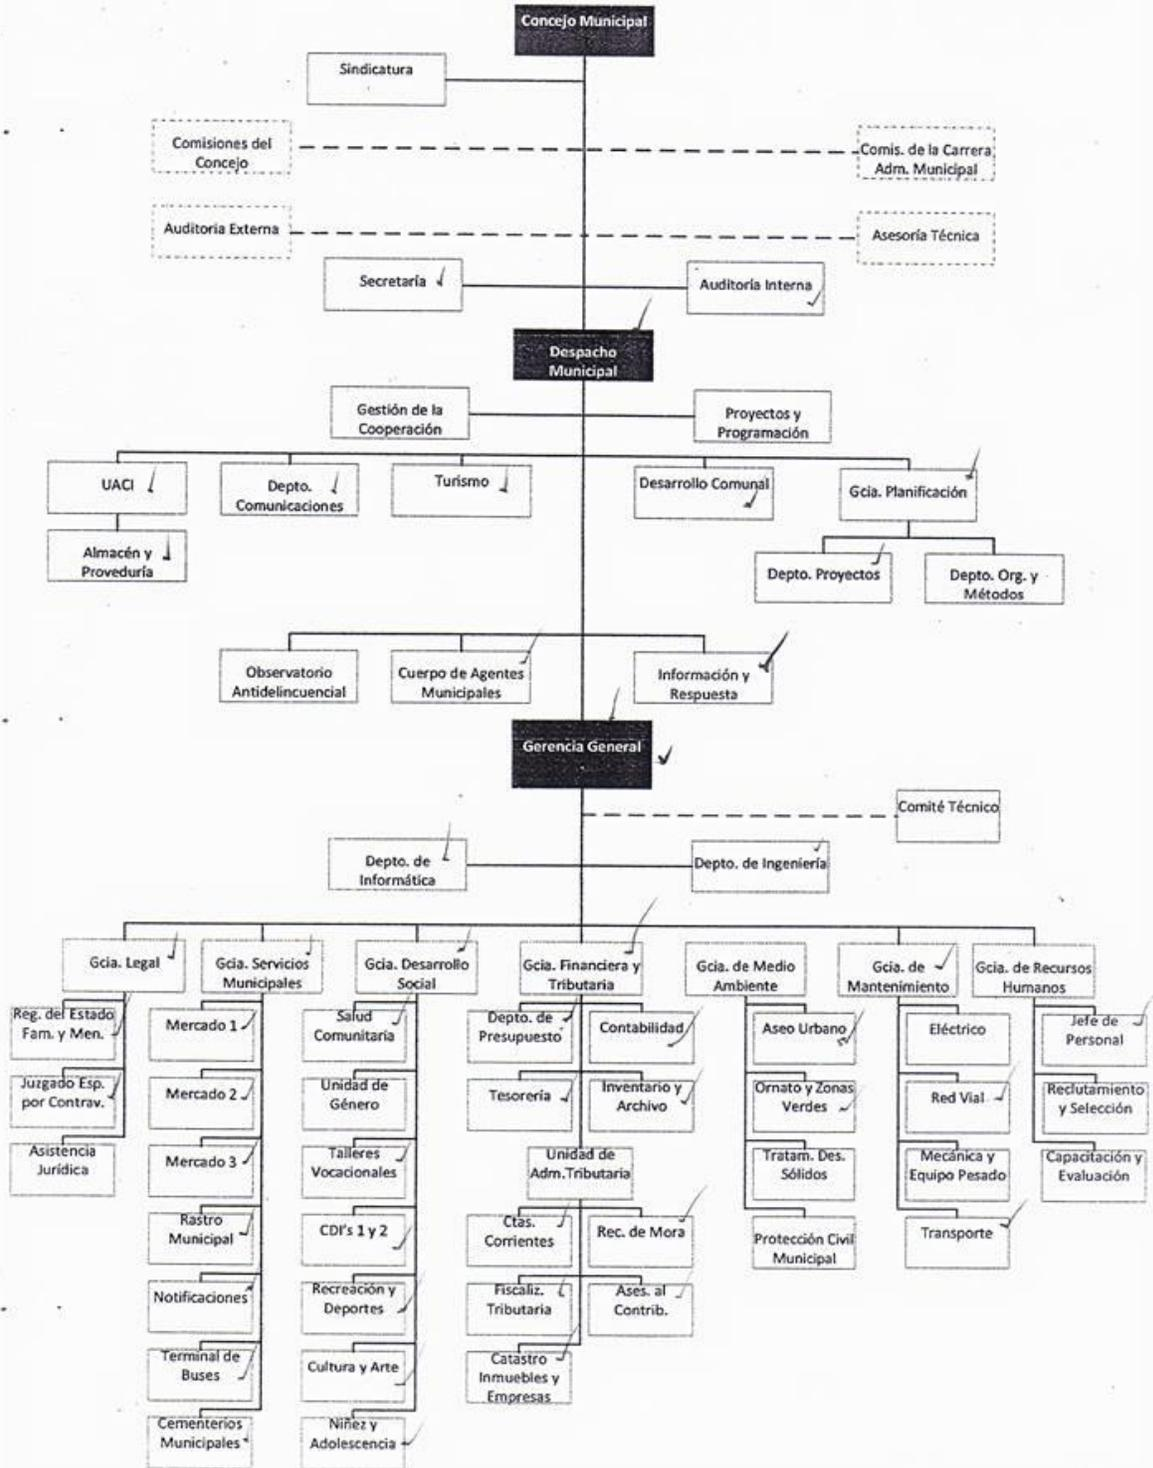 Concejo Municipal
Sindicatura
Comisiones del
Concejo
Comis. de la Carrera
Adm. Municipal
Auditoria Externa
Asesoría Técnica
Secretaría
Auditoría Interna
Despacho
Municipal
Gestión de la
Cooperación
Proyectos y
Programación
UACI
Depto.
Comunicaciones
Turismo
Desarrollo Comunal
Gcia. Planificación
Almacén y
Proveduría
Depto. Proyectos
Depto. Org. y
Métodos
Observatorio
Antidelincuencial
Cuerpo de Agentes
Municipales
Información y
Respuesta
Gerencia General
Comité Técnico
Depto. de
Informática
Depto. de Ingeniería
Gcia. Legal
Gcia. Servicios
Municipales
Gcia. Desarrollo
Social
Gcia. Financiera y
Tributaria
Gcia. de Medio
Ambiente
Gcia. de
Mantenimiento
Gcia. de Recursos
Humanos
Reg. del Estado
Fam. y Men.
Juzgado Esp.
por Contrav.
Asistencia
Jurídica
Mercado 1
Mercado 2
Mercado 3
Rastro
Municipal
Notificaciones
Terminal de
Buses
Cementerios
Municipales
Salud
Comunitaria
Unidad de
Género
Talleres
Vocacionales
CDI's 1 y 2
Recreación y
Deportes
Cultura y Arte
Niñez y
Adolescencia
Depto. de
Presupuesto
Contabilidad
Tesorería
Inventario y
Archivo
Unidad de
Adm.Tributaria
Ctas.
Corrientes
Rec. de Mora
Fiscaliz.
Tributaria
Ases. al
Contrib.
Catastro
Inmuebles y
Empresas
Aseo Urbano
Ornato y Zonas
Verdes
Tratam. Des.
Sólidos
Protección Civil
Municipal
Eléctrico
Red Vial
Mecánica y
Equipo Pesado
Transporte
Jefe de
Personal
Reclutamiento
y Selección
Capacitación y
Evaluación